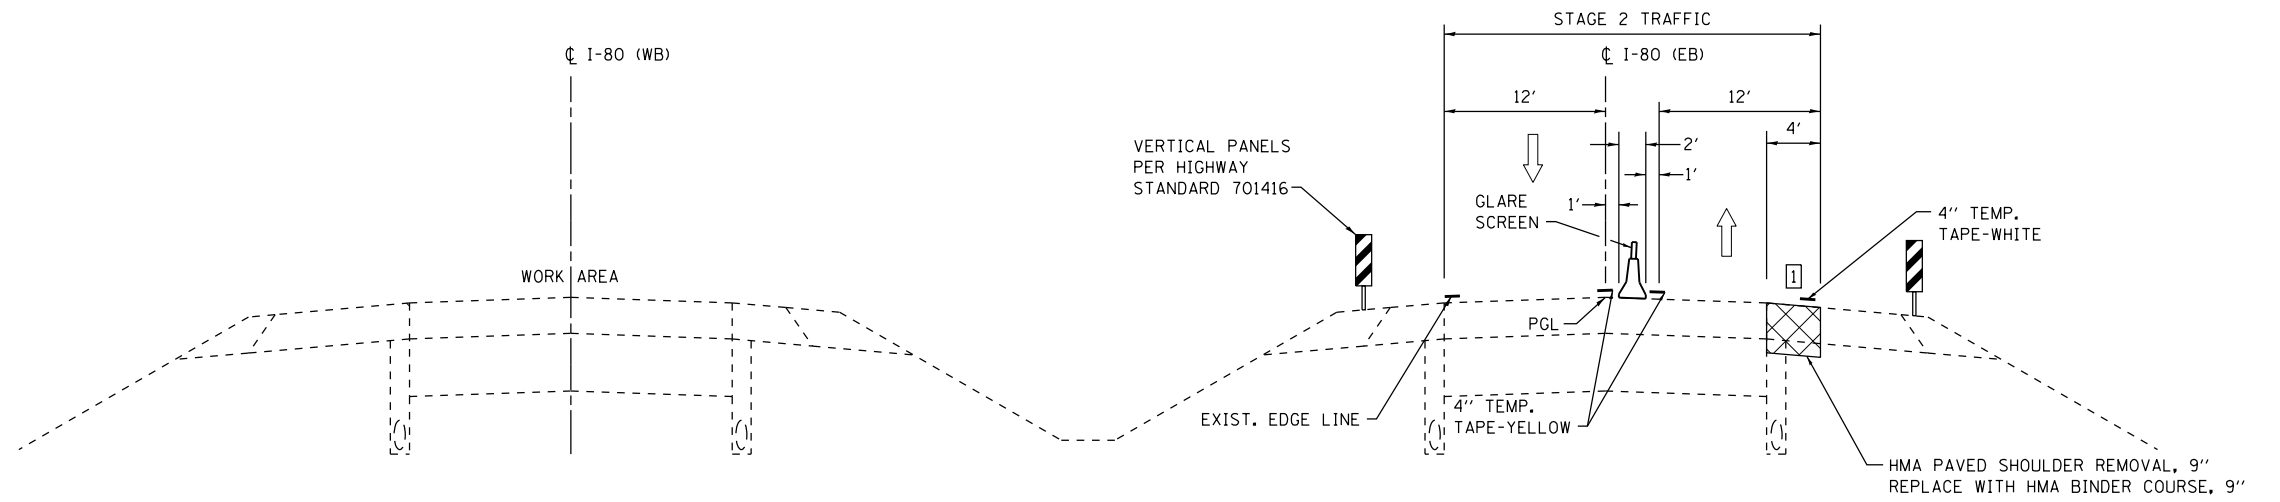 STAGE 2 TRAFFIC
℄ I-80 (WB)
℄ I-80 (EB)
12'
12'
4'
VERTICAL PANELS
PER HIGHWAY
STANDARD 701416
2'
1'
GLARE
SCREEN
1'
4" TEMP.
TAPE-WHITE
WORK AREA
1
PGL
EXIST. EDGE LINE
4" TEMP.
TAPE-YELLOW
HMA PAVED SHOULDER REMOVAL, 9"
REPLACE WITH HMA BINDER COURSE, 9"